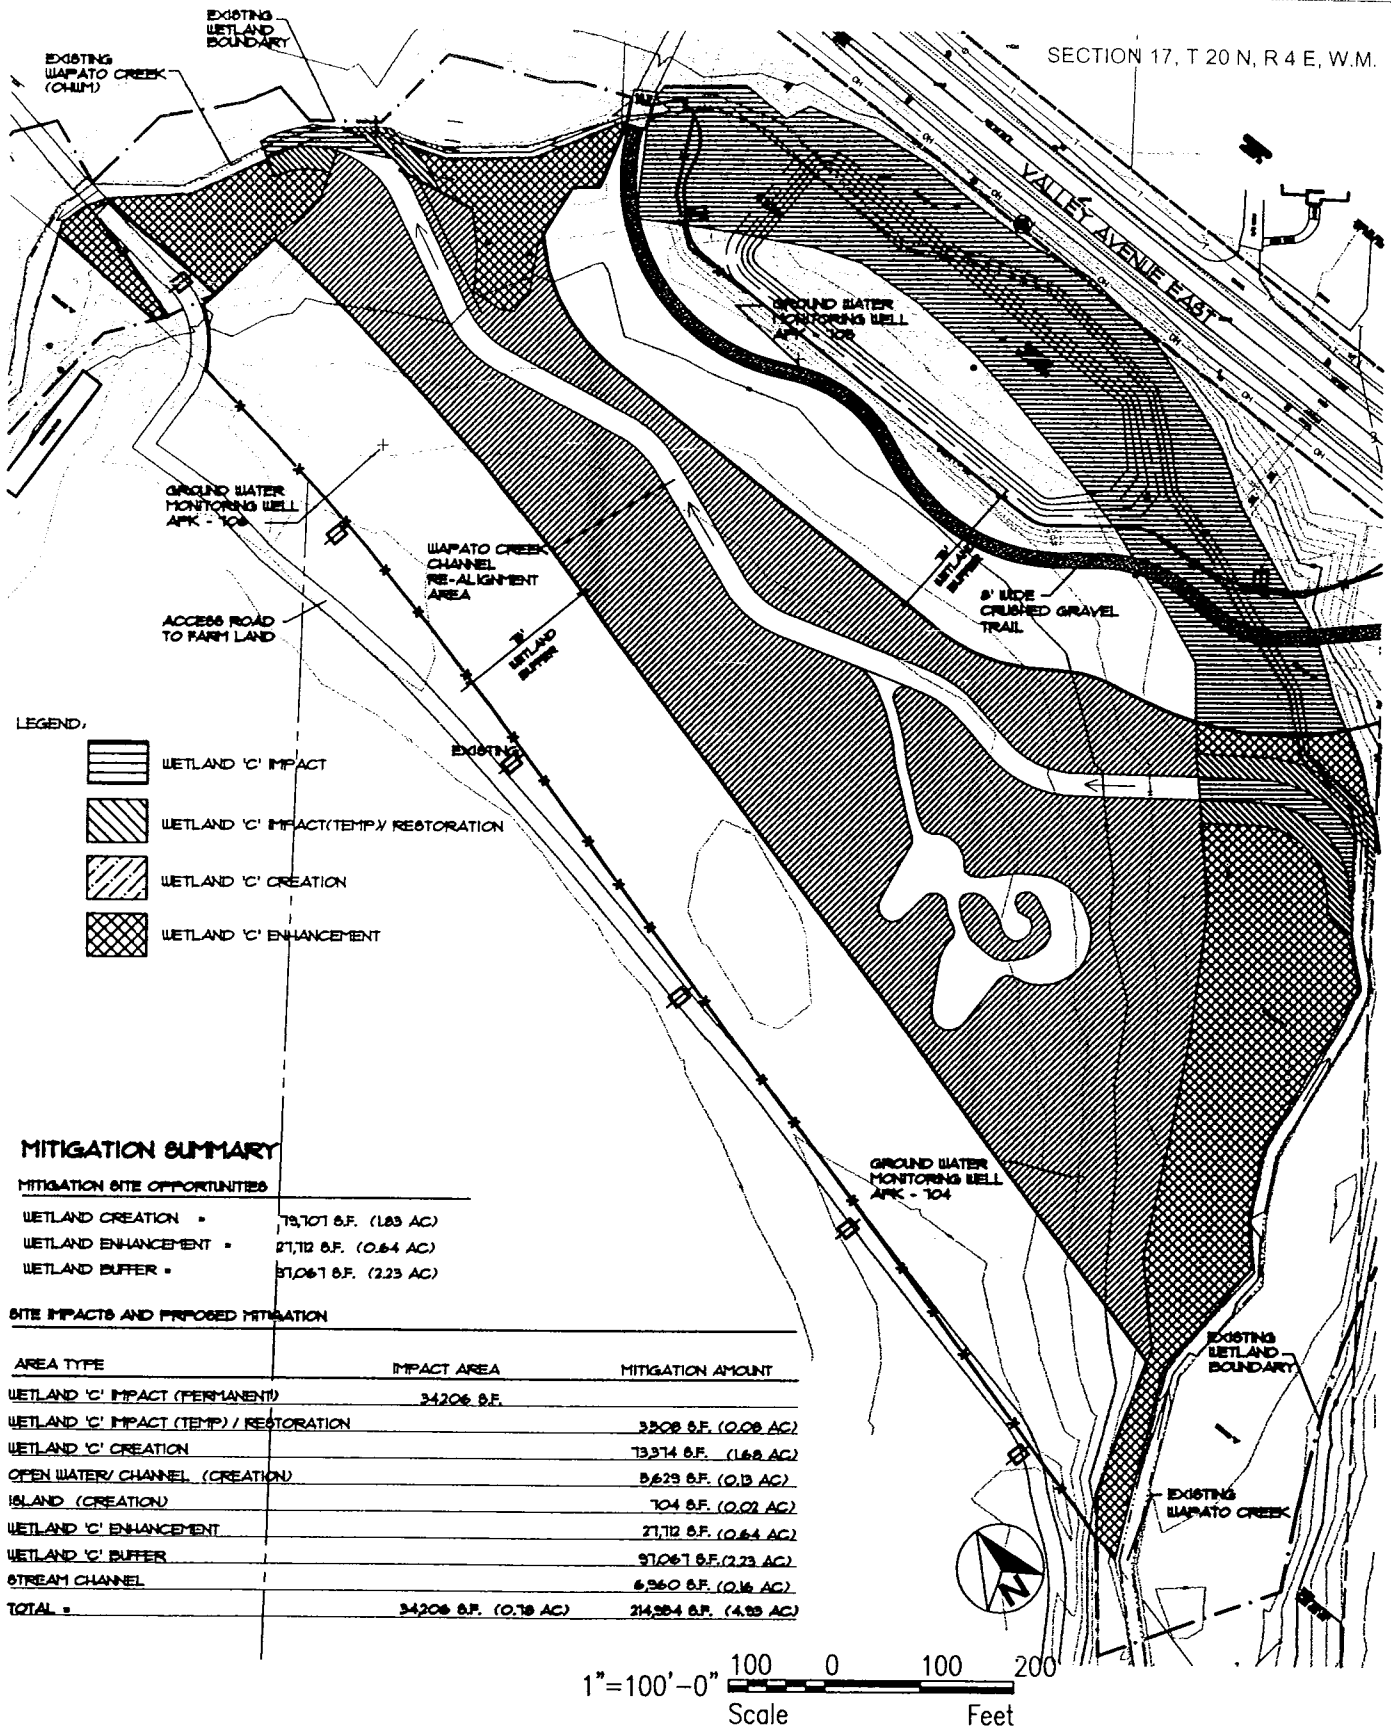 SECTION 17, T 20 N, R 4 E, W.M.
EXISTING
WETLAND
BOUNDARY
EXISTING
WAPATO CREEK
(OHWM)
VALLEY AVENUE EAST
GROUND WATER
MONITORING WELL
APK - 105
GROUND WATER
MONITORING WELL
APK - 106
WAPATO CREEK
CHANNEL
RE-ALIGNMENT
AREA
WETLAND
BUFFER
8' WIDE
CRUSHED GRAVEL
TRAIL
ACCESS ROAD
TO FARM LAND
WETLAND
BUFFER
EXISTING
LEGEND:
WETLAND 'C' IMPACT
WETLAND 'C' IMPACT(TEMP)/ RESTORATION
WETLAND 'C' CREATION
WETLAND 'C' ENHANCEMENT
GROUND WATER
MONITORING WELL
APK - 104
MITIGATION SUMMARY
MITIGATION SITE OPPORTUNITIES
WETLAND CREATION = 79,707 S.F. (1.83 AC)
WETLAND ENHANCEMENT = 27,712 S.F. (0.64 AC)
WETLAND BUFFER = 97,067 S.F. (2.23 AC)
SITE IMPACTS AND PRPOSED MITIGATION
AREA TYPE IMPACT AREA MITIGATION AMOUNT
WETLAND 'C' IMPACT (PERMANENT) 34206 S.F.
WETLAND 'C' IMPACT (TEMP) / RESTORATION 3,508 S.F. (0.08 AC)
WETLAND 'C' CREATION 73,374 S.F. (1.68 AC)
OPEN WATER/ CHANNEL (CREATION) 5,629 S.F. (0.13 AC)
ISLAND (CREATION) 704 S.F. (0.02 AC)
WETLAND 'C' ENHANCEMENT 27,712 S.F. (0.64 AC)
WETLAND 'C' BUFFER 97,067 S.F. (2.23 AC)
STREAM CHANNEL 6,960 S.F. (0.16 AC)
TOTAL = 34,206 S.F. (0.78 AC) 214,954 S.F. (4.93 AC)
EXISTING
WETLAND
BOUNDARY
EXISTING
WAPATO CREEK
N
1"=100'-0"
100 0 100 200
Scale Feet